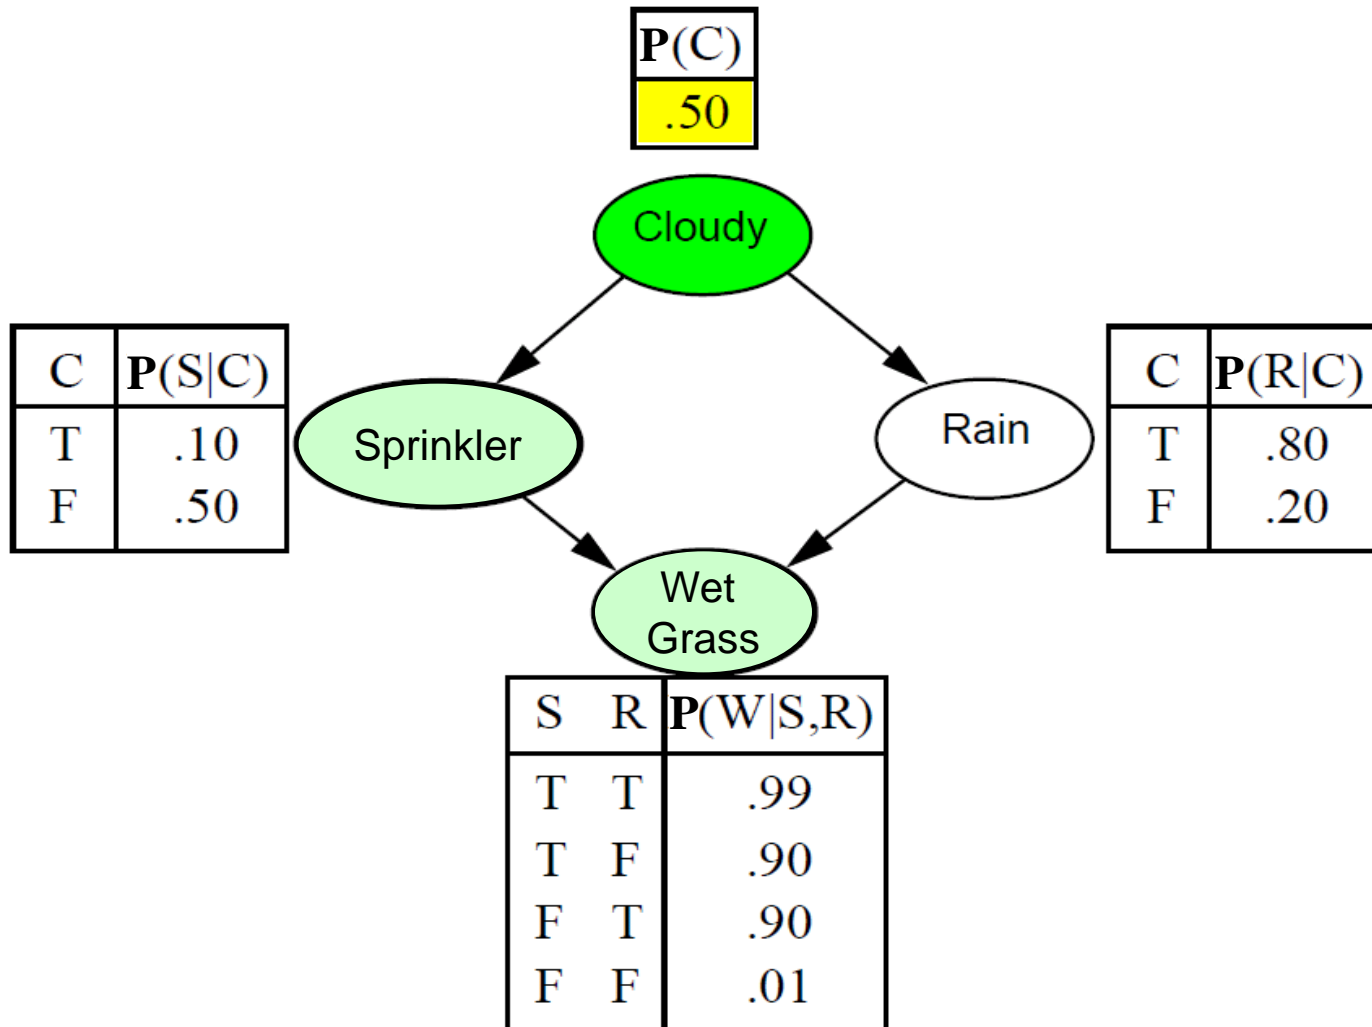 P(C)
.50
Cloudy
C P(S|C)
T .10
F .50
Sprinkler
Rain
C P(R|C)
T .80
F .20
Wet
Grass
S R P(W|S,R)
T T .99
T F .90
F T .90
F F .01